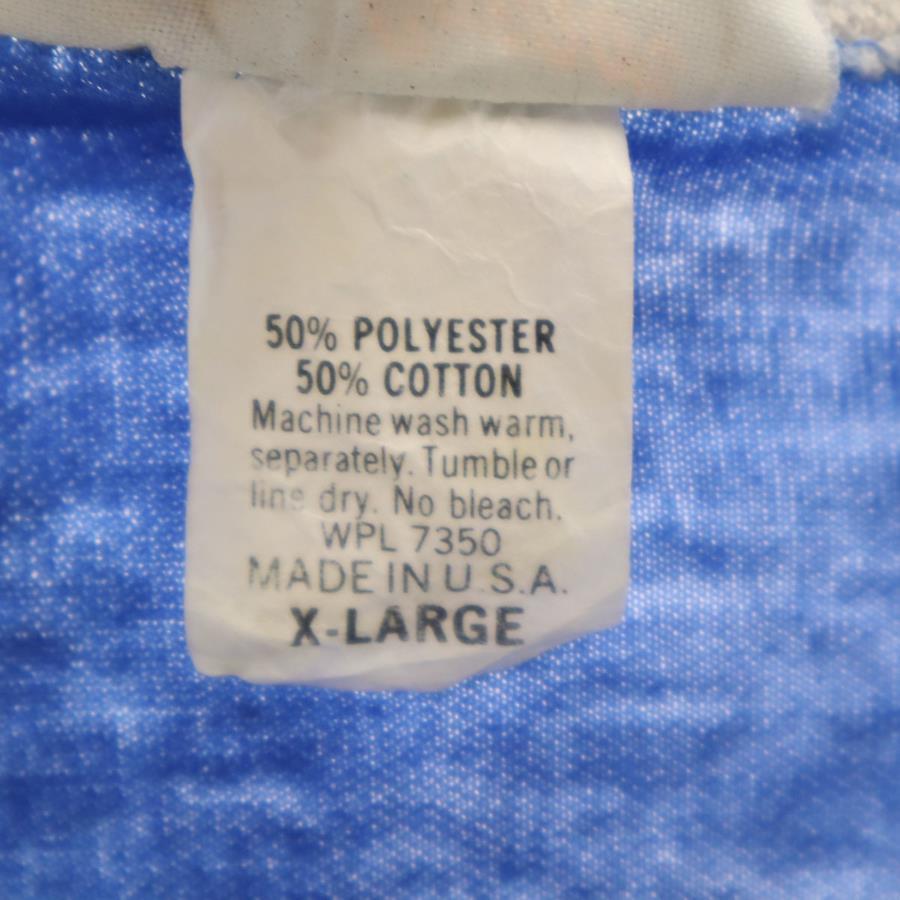 50% POLYESTER
50% COTTON
Machine wash warm,
separately. Tumble or
line dry. No bleach.
WPL 7350
MADE IN U.S.A.
X-LARGE